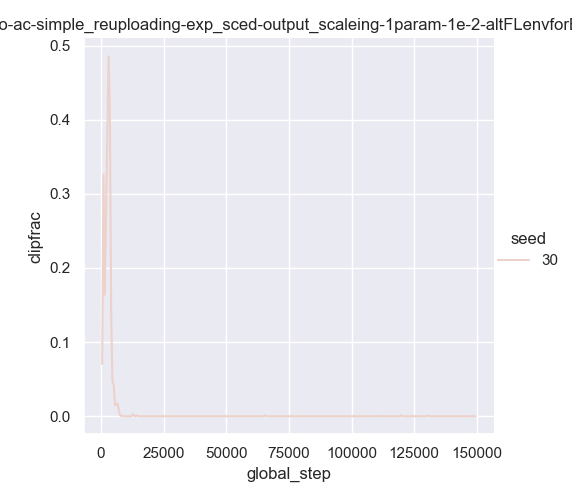 o-ac-simple_reuploading-exp_sced-output_scaleing-1param-1e-2-altFLenvforl
0.5
0.4
0.3
0.2
0.1
0.0
clipfrac
0 25000 50000 75000 100000 125000 150000
global_step
seed
30